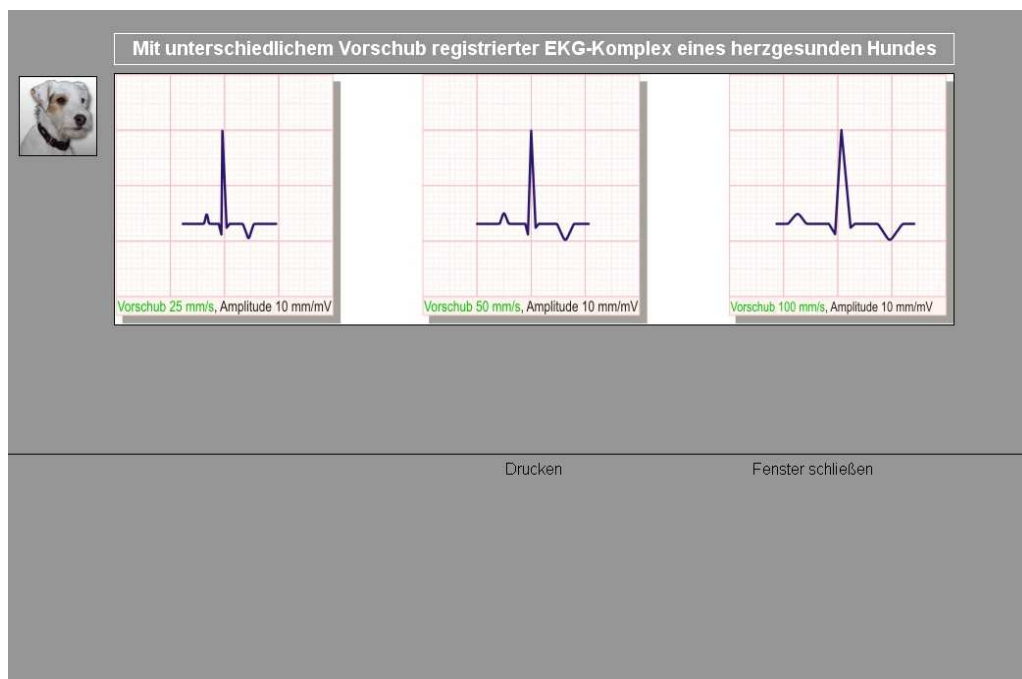 Mit unterschiedlichem Vorschub registrierter EKG-Komplex eines herzgesunden Hundes
Vorschub 25 mm/s, Amplitude 10 mm/mV
Vorschub 50 mm/s, Amplitude 10 mm/mV
Vorschub 100 mm/s, Amplitude 10 mm/mV
Drucken
Fenster schließen